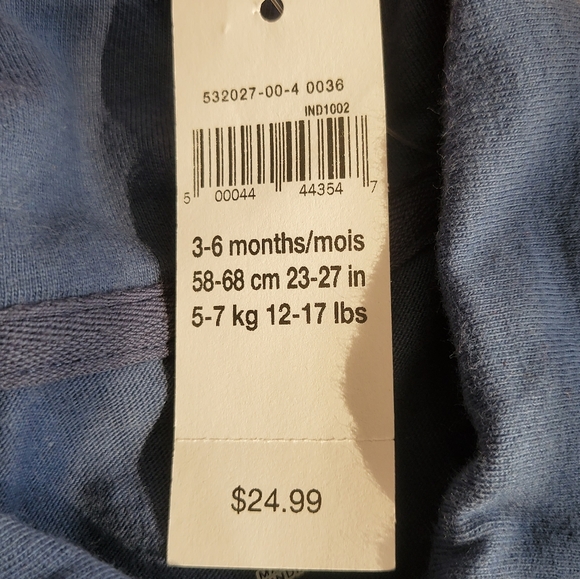 532027-00-4 0036
IND1002
5 00044 44354 7
3-6 months/mois
58-68 cm 23-27 in
5-7 kg 12-17 lbs
$24.99